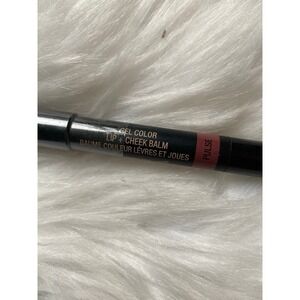 GEL COLOR
LIP + CHEEK BALM
BAUME COULEUR LÈVRES ET JOUES
PULSE